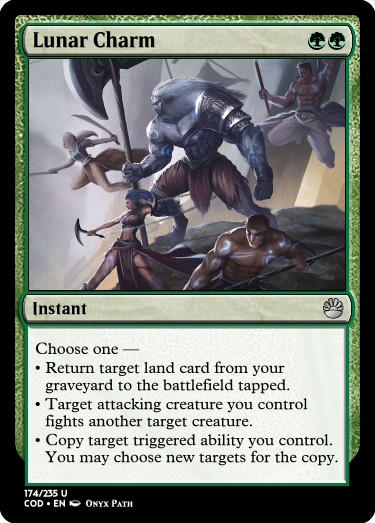 Lunar Charm
Instant
Choose one —
• Return target land card from your
graveyard to the battlefield tapped.
• Target attacking creature you control
fights another target creature.
• Copy target triggered ability you control.
You may choose new targets for the copy.
174/235 U
COD • EN Onyx Path